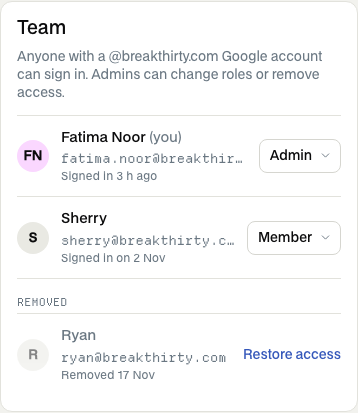 Team
Anyone with a @breakthirty.com Google account
can sign in. Admins can change roles or remove
access.
FN
Fatima Noor (you)
fatima.noor@breakthir…
Signed in 3 h ago
Admin
S
Sherry
sherry@breakthirty.c…
Signed in on 2 Nov
Member
REMOVED
R
Ryan
ryan@breakthirty.com
Removed 17 Nov
Restore access